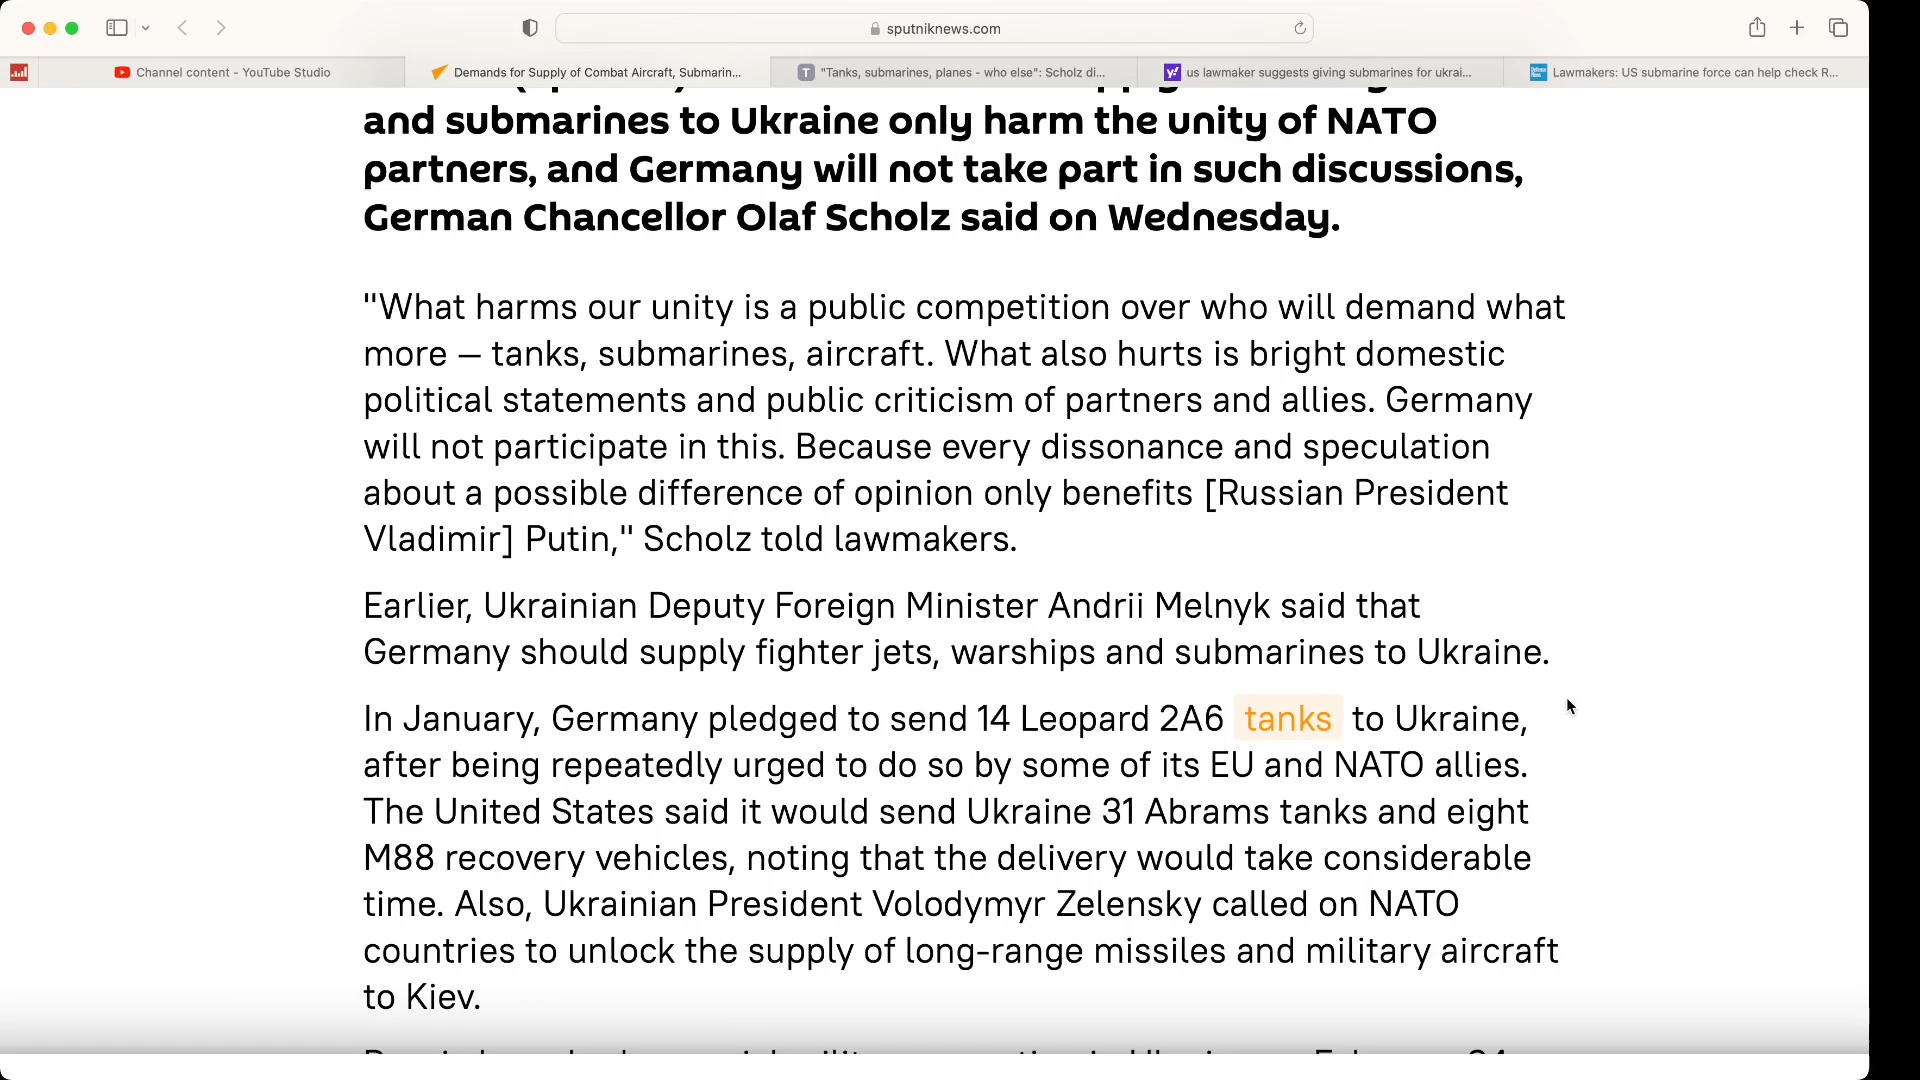 sputniknews.com
Channel content - YouTube Studio
Demands for Supply of Combat Aircraft, Submarin...
T "Tanks, submarines, planes - who else": Scholz di...
y! us lawmaker suggests giving submarines for ukrai...
Lawmakers: US submarine force can help check R...
and submarines to Ukraine only harm the unity of NATO
partners, and Germany will not take part in such discussions,
German Chancellor Olaf Scholz said on Wednesday.
"What harms our unity is a public competition over who will demand what
more — tanks, submarines, aircraft. What also hurts is bright domestic
political statements and public criticism of partners and allies. Germany
will not participate in this. Because every dissonance and speculation
about a possible difference of opinion only benefits [Russian President
Vladimir] Putin," Scholz told lawmakers.
Earlier, Ukrainian Deputy Foreign Minister Andrii Melnyk said that
Germany should supply fighter jets, warships and submarines to Ukraine.
In January, Germany pledged to send 14 Leopard 2A6 tanks to Ukraine,
after being repeatedly urged to do so by some of its EU and NATO allies.
The United States said it would send Ukraine 31 Abrams tanks and eight
M88 recovery vehicles, noting that the delivery would take considerable
time. Also, Ukrainian President Volodymyr Zelensky called on NATO
countries to unlock the supply of long-range missiles and military aircraft
to Kiev.